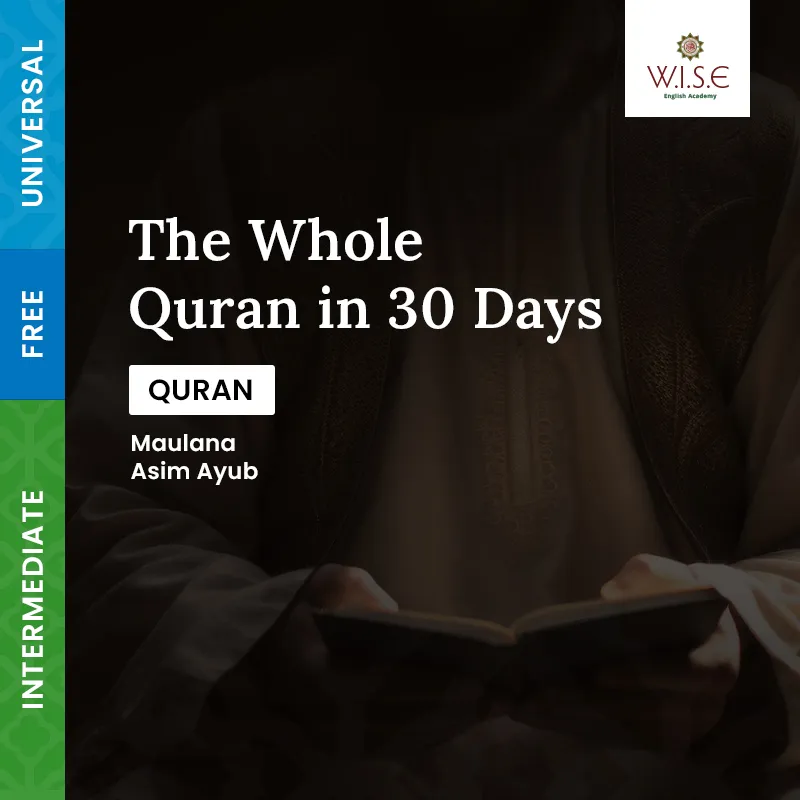 UNIVERSAL
FREE
INTERMEDIATE
W.I.S.E
English Academy
The Whole
Quran in 30 Days
QURAN
Maulana
Asim Ayub